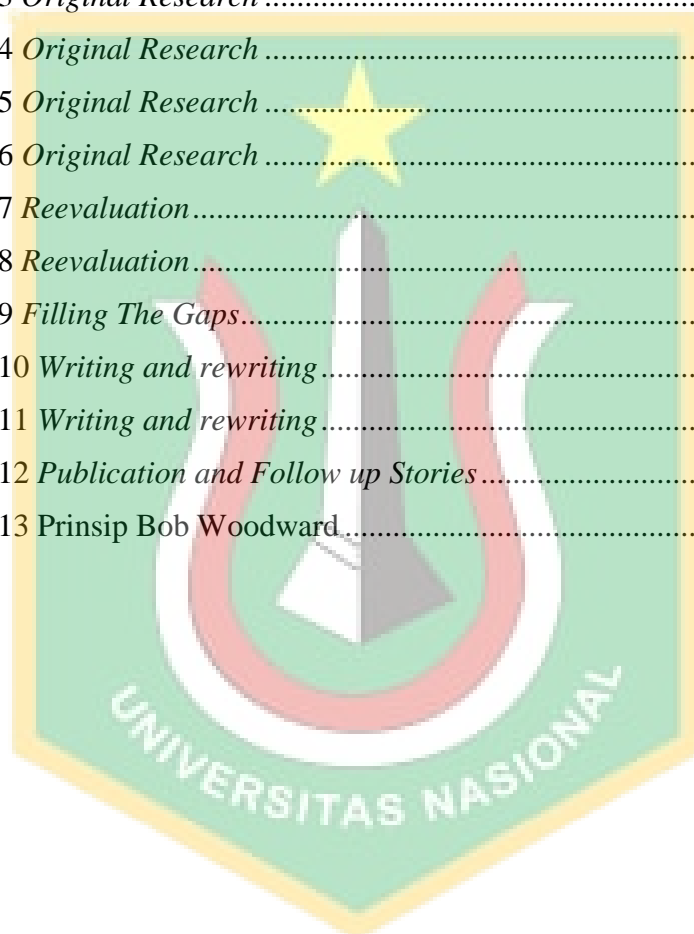 3 Original Research ........................................................
4 Original Research ........................................................
5 Original Research ........................................................
6 Original Research ........................................................
7 Reevaluation ................................................................
8 Reevaluation ................................................................
9 Filling The Gaps..........................................................
10 Writing and rewriting ................................................
11 Writing and rewriting ................................................
12 Publication and Follow up Stories ...........................
13 Prinsip Bob Woodward .............................................
UNIVERSITAS NASIONAL